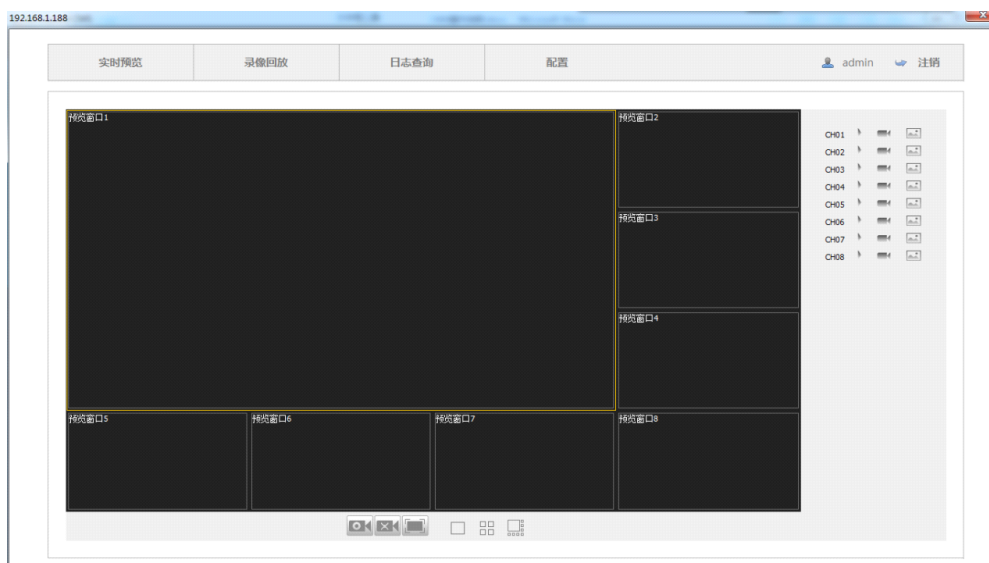 192.168.1.188
实时预览
录像回放
日志查询
配置
admin
注销
预览窗口1
预览窗口2
预览窗口3
预览窗口4
预览窗口5
预览窗口6
预览窗口7
预览窗口8
CH01
CH02
CH03
CH04
CH05
CH06
CH07
CH08